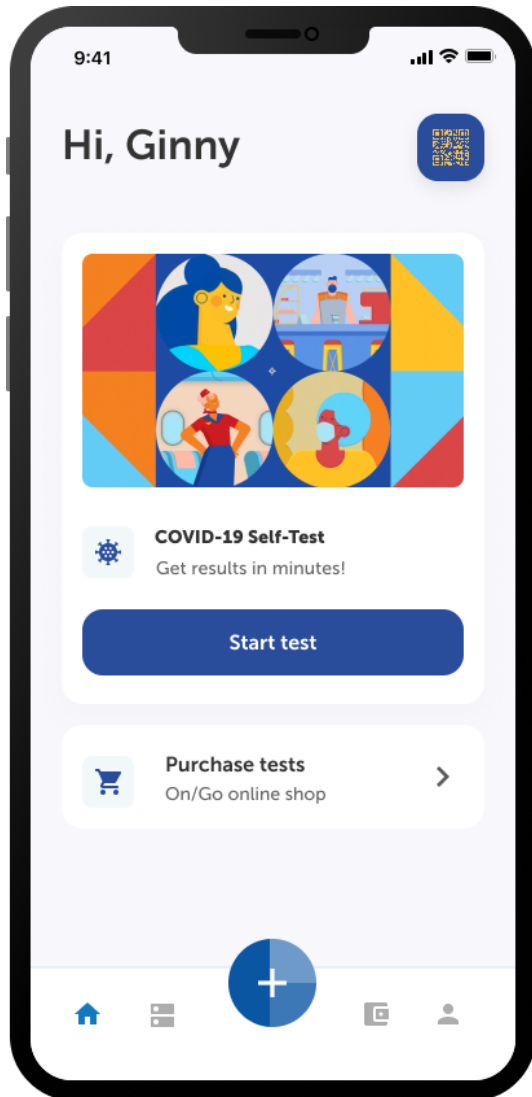 9:41
Hi, Ginny
COVID-19 Self-Test
Get results in minutes!
Start test
Purchase tests
On/Go online shop